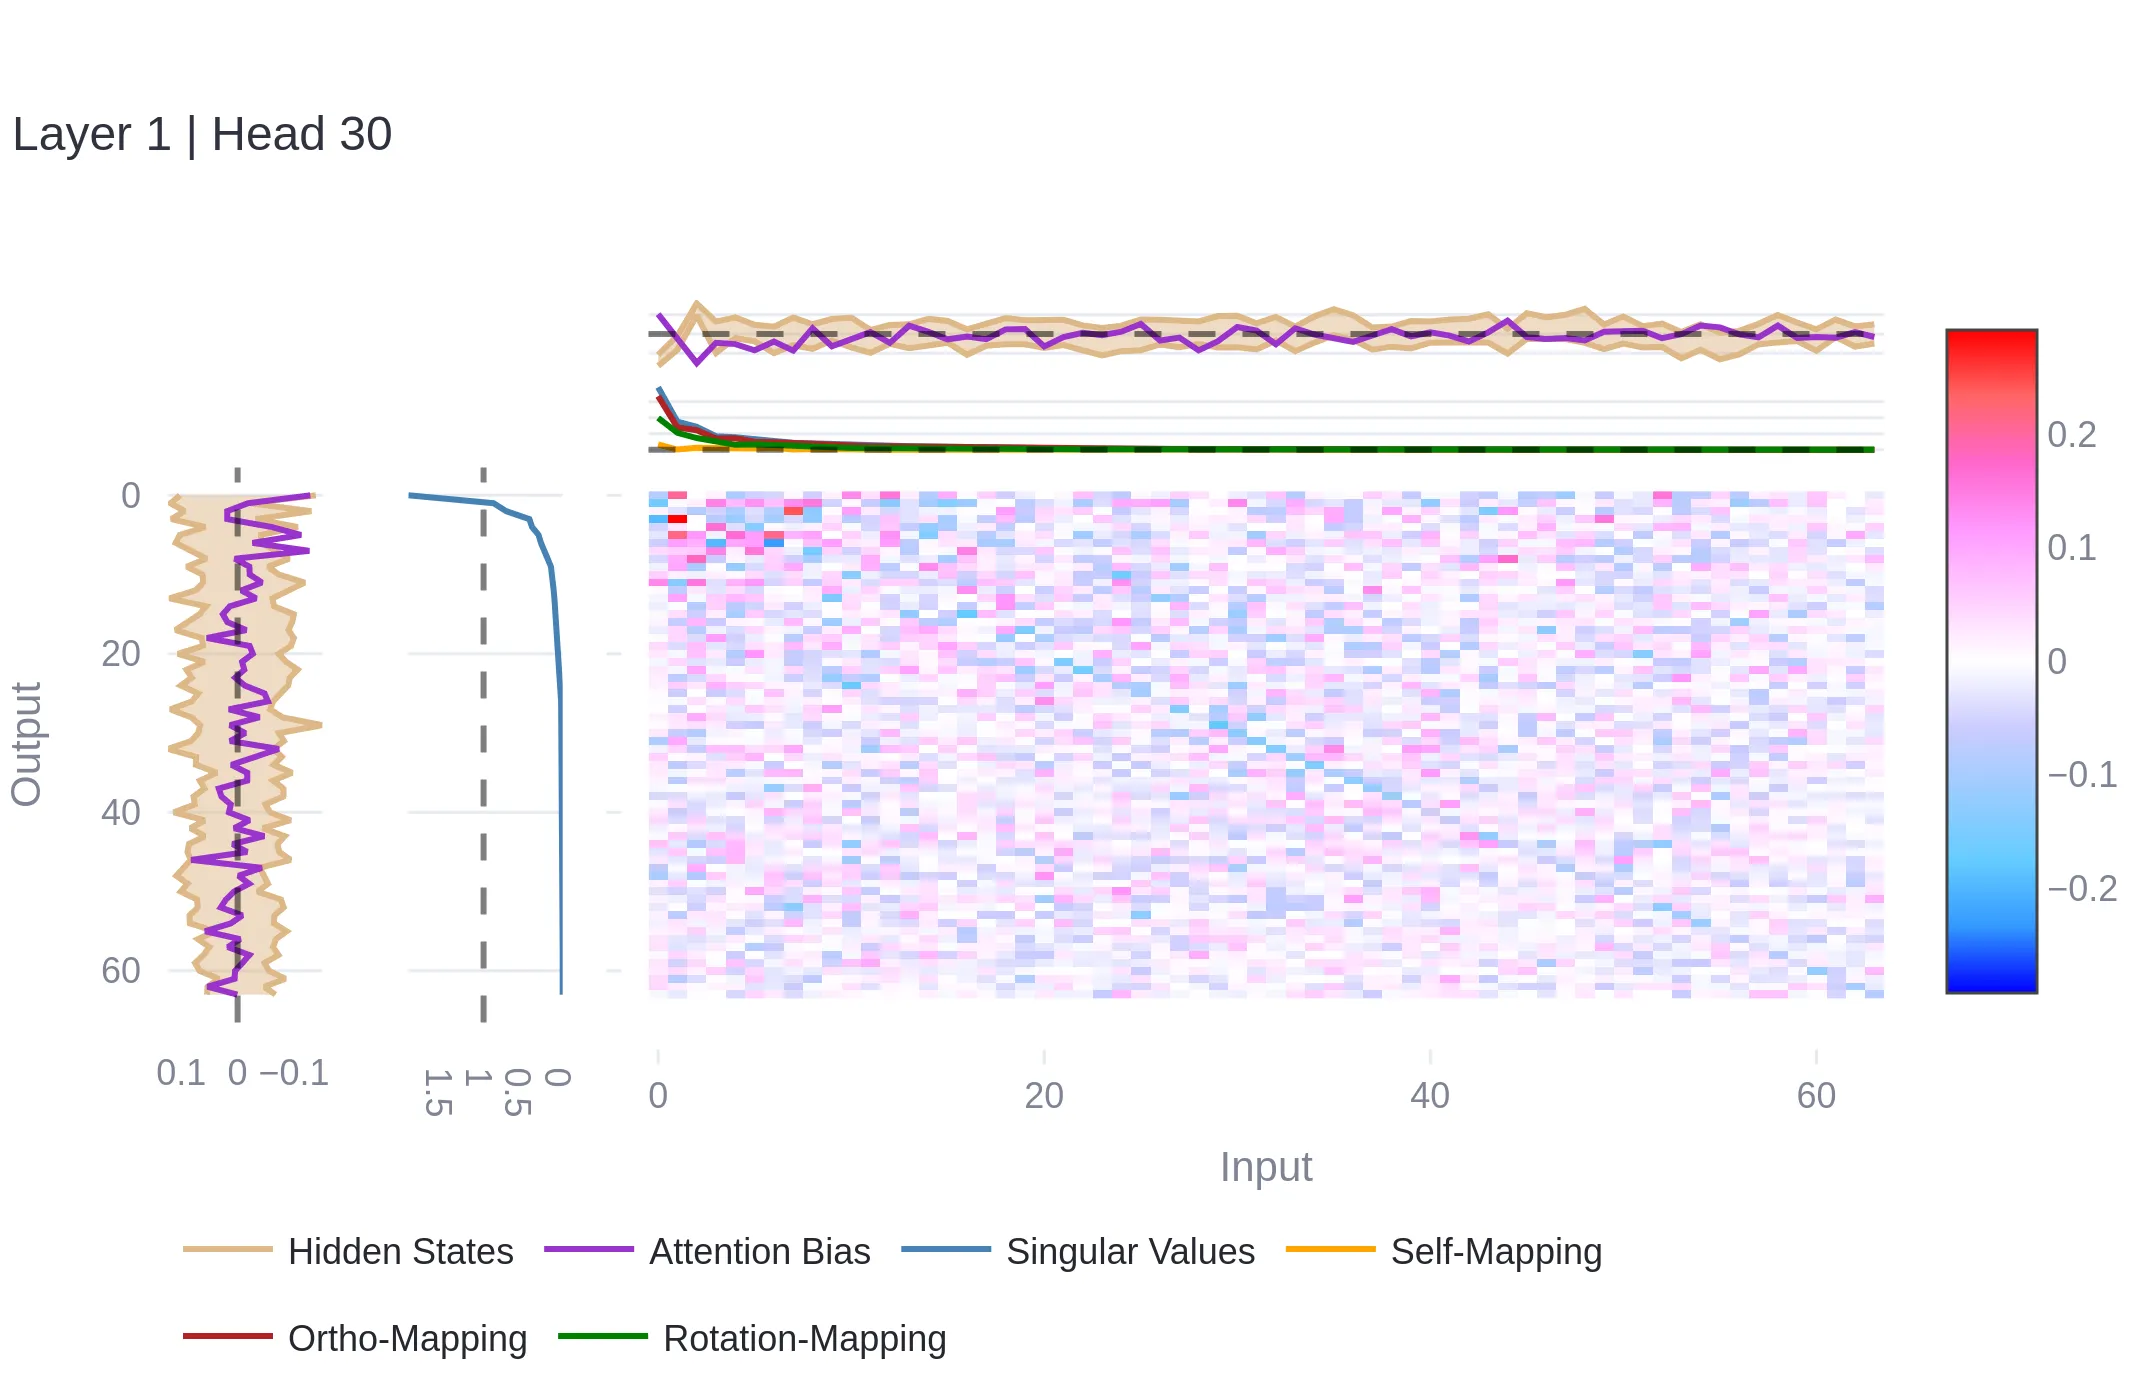 Layer 1 | Head 30
0
20
40
60
Output
0.1 0 −0.1
1.5 1 0.5 0
0 20 40 60
Input
0.2
0.1
0
−0.1
−0.2
Hidden States Attention Bias Singular Values Self-Mapping
Ortho-Mapping Rotation-Mapping